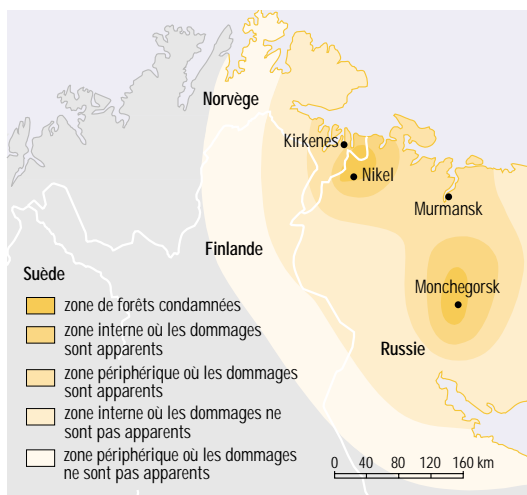 Norvège
Kirkenes
Nikel
Murmansk
Finlande
Suède
Monchegorsk
Russie
zone de forêts condamnées
zone interne où les dommages
sont apparents
zone périphérique où les dommages
sont apparents
zone interne où les dommages ne
sont pas apparents
zone périphérique où les dommages
ne sont pas apparents
0 40 80 120 160 km